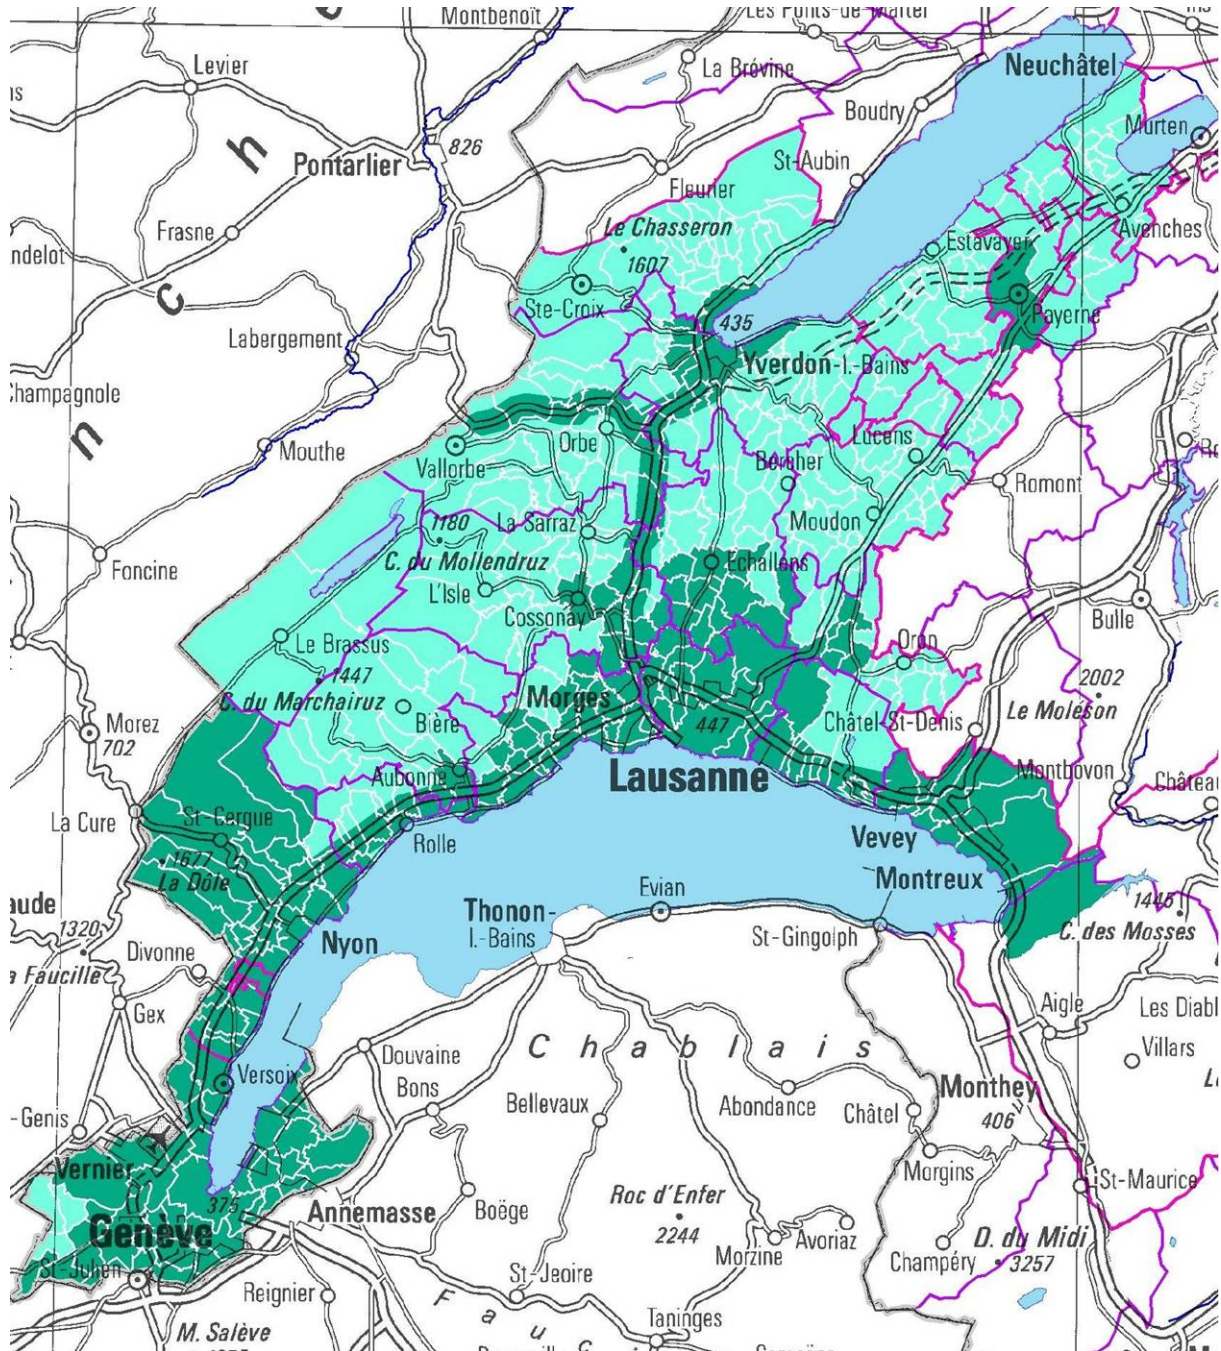 Montbenoït
Levier
La Brévine
Neuchâtel
Boudry
Murten
826
Pontarlier
St-Aubin
h
Fleurier
Le Chasseron
1607
Avenches
Estavayer
Frasne
c
Ste-Croix
435
Payerne
Labergement
Yverdon-l.-Bains
Champagnole
n
Mouthe
Orbe
Vallorbe
Lucens
Bercher
Romont
1180
La-Sarraz
Moudon
Foncine
C. du Mollendruz
L'Isle
Echallens
Cossonay
Bulle
Le Brassus
Oron
1447
C. du Marchairuz
Morges
2002
Bière
447
Châtel-St-Denis
Le Moléson
Morez
702
Aubonne
Lausanne
Montbovon
La Cure
St-Cergue
Rolle
Vevey
1677
La Dôle
Evian
Montreux
1445
C. des Mosses
1320
Thonon-
l.-Bains
Nyon
St-Gingolph
Divonne
a Faucille
Gex
Aigle
Les Diabl
Douvaine
Chablais
Villars
Versoix
Bons
Bellevaux
Abondance
Châtel
Monthey
406
-Genis
Morgins
Vernier
St-Maurice
375
Annemasse
Boëge
Roc d'Enfer
2244
Genève
Morzine
Avoriaz
D. du Midi
Champéry
3257
St-Julien
St-Jeoire
Reignier
Fauc
Taninges
M. Salève